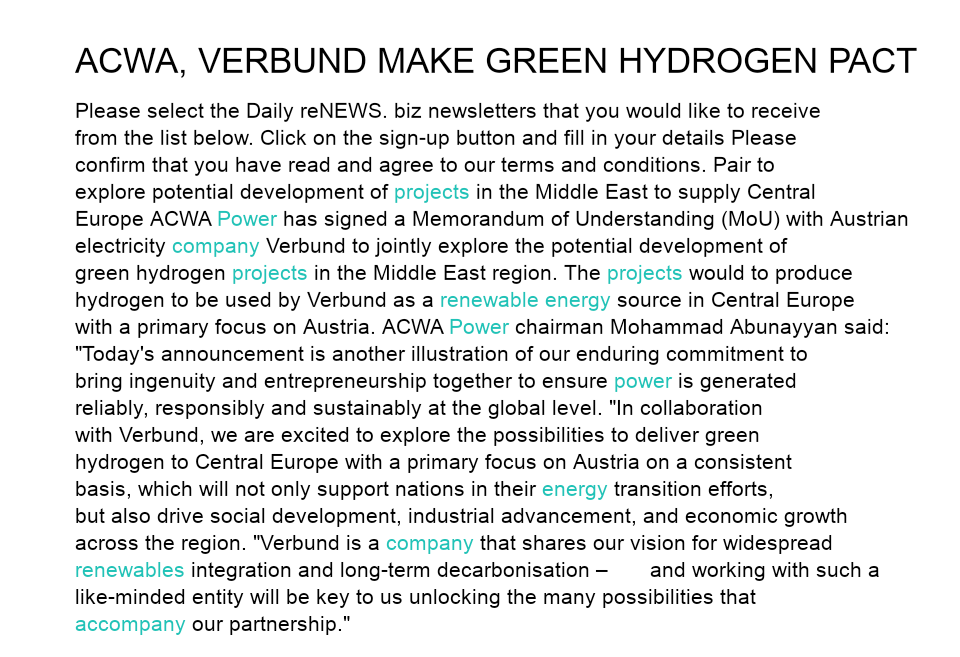 ACWA, VERBUND MAKE GREEN HYDROGEN PACT
Please select the Daily reNEWS. biz newsletters that you would like to receive
from the list below. Click on the sign-up button and fill in your details Please
confirm that you have read and agree to our terms and conditions. Pair to
explore potential development of projects in the Middle East to supply Central
Europe ACWA Power has signed a Memorandum of Understanding (MoU) with Austrian
electricity company Verbund to jointly explore the potential development of
green hydrogen projects in the Middle East region. The projects would to produce
hydrogen to be used by Verbund as a renewable energy source in Central Europe
with a primary focus on Austria. ACWA Power chairman Mohammad Abunayyan said:
"Today's announcement is another illustration of our enduring commitment to
bring ingenuity and entrepreneurship together to ensure power is generated
reliably, responsibly and sustainably at the global level. "In collaboration
with Verbund, we are excited to explore the possibilities to deliver green
hydrogen to Central Europe with a primary focus on Austria on a consistent
basis, which will not only support nations in their energy transition efforts,
but also drive social development, industrial advancement, and economic growth
across the region. "Verbund is a company that shares our vision for widespread
renewables integration and long-term decarbonisation – and working with such a
like-minded entity will be key to us unlocking the many possibilities that
accompany our partnership."